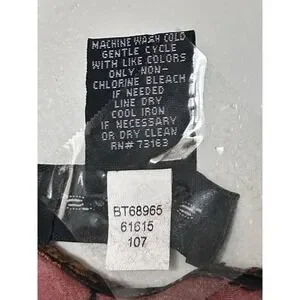 MACHINE WASH COLD
GENTLE CYCLE
WITH LIKE COLORS
ONLY NON-
CHLORINE BLEACH
IF NEEDED
LINE DRY
COOL IRON
IF NECESSARY
OR DRY CLEAN
RN# 73163
BT68965
61615
107